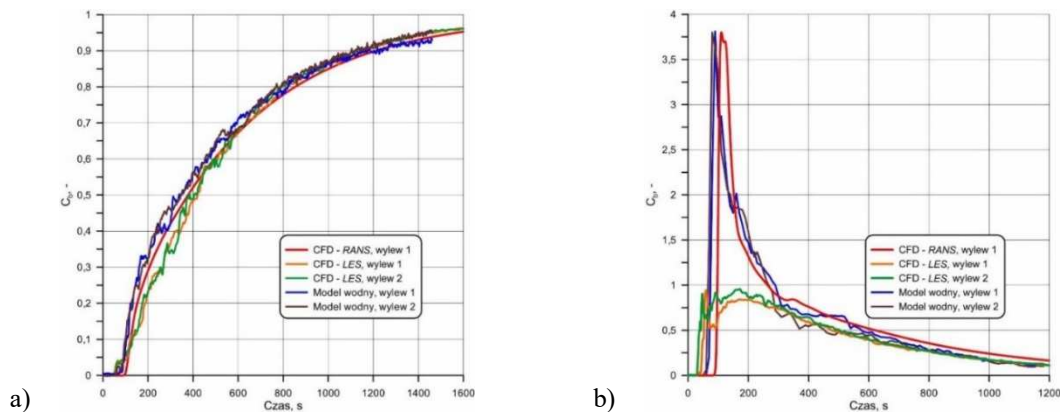 1
0,9
0,8
0,7
0,6
0,5
0,4
0,3
0,2
0,1
0
C_b, -
CFD - RANS, wylew 1
CFD - LES, wylew 1
CFD - LES, wylew 2
Model wodny, wylew 1
Model wodny, wylew 2
0 200 400 600 800 1000 1200 1400 1600
Czas, s
a)
4
3,5
3
2,5
2
1,5
1
0,5
0
CFD - RANS, wylew 1
CFD - LES, wylew 1
CFD - LES, wylew 2
Model wodny, wylew 1
Model wodny, wylew 2
0 200 400 600 800 1000 1200
Czas, s
b)